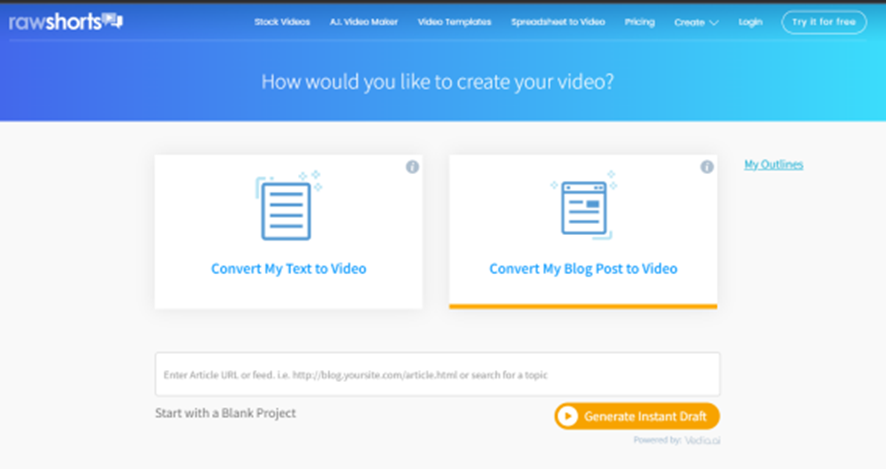 rawshorts
Stock Videos A.I. Video Maker Video Templates Spreadsheet to Video Pricing Create Login Try it for free
How would you like to create your video?
My Outlines
Convert My Text to Video Convert My Blog Post to Video
Enter Article URL or feed. i.e. http://blog.yoursite.com/article.html or search for a topic
Start with a Blank Project Generate Instant Draft
Powered by: Vedia.ai